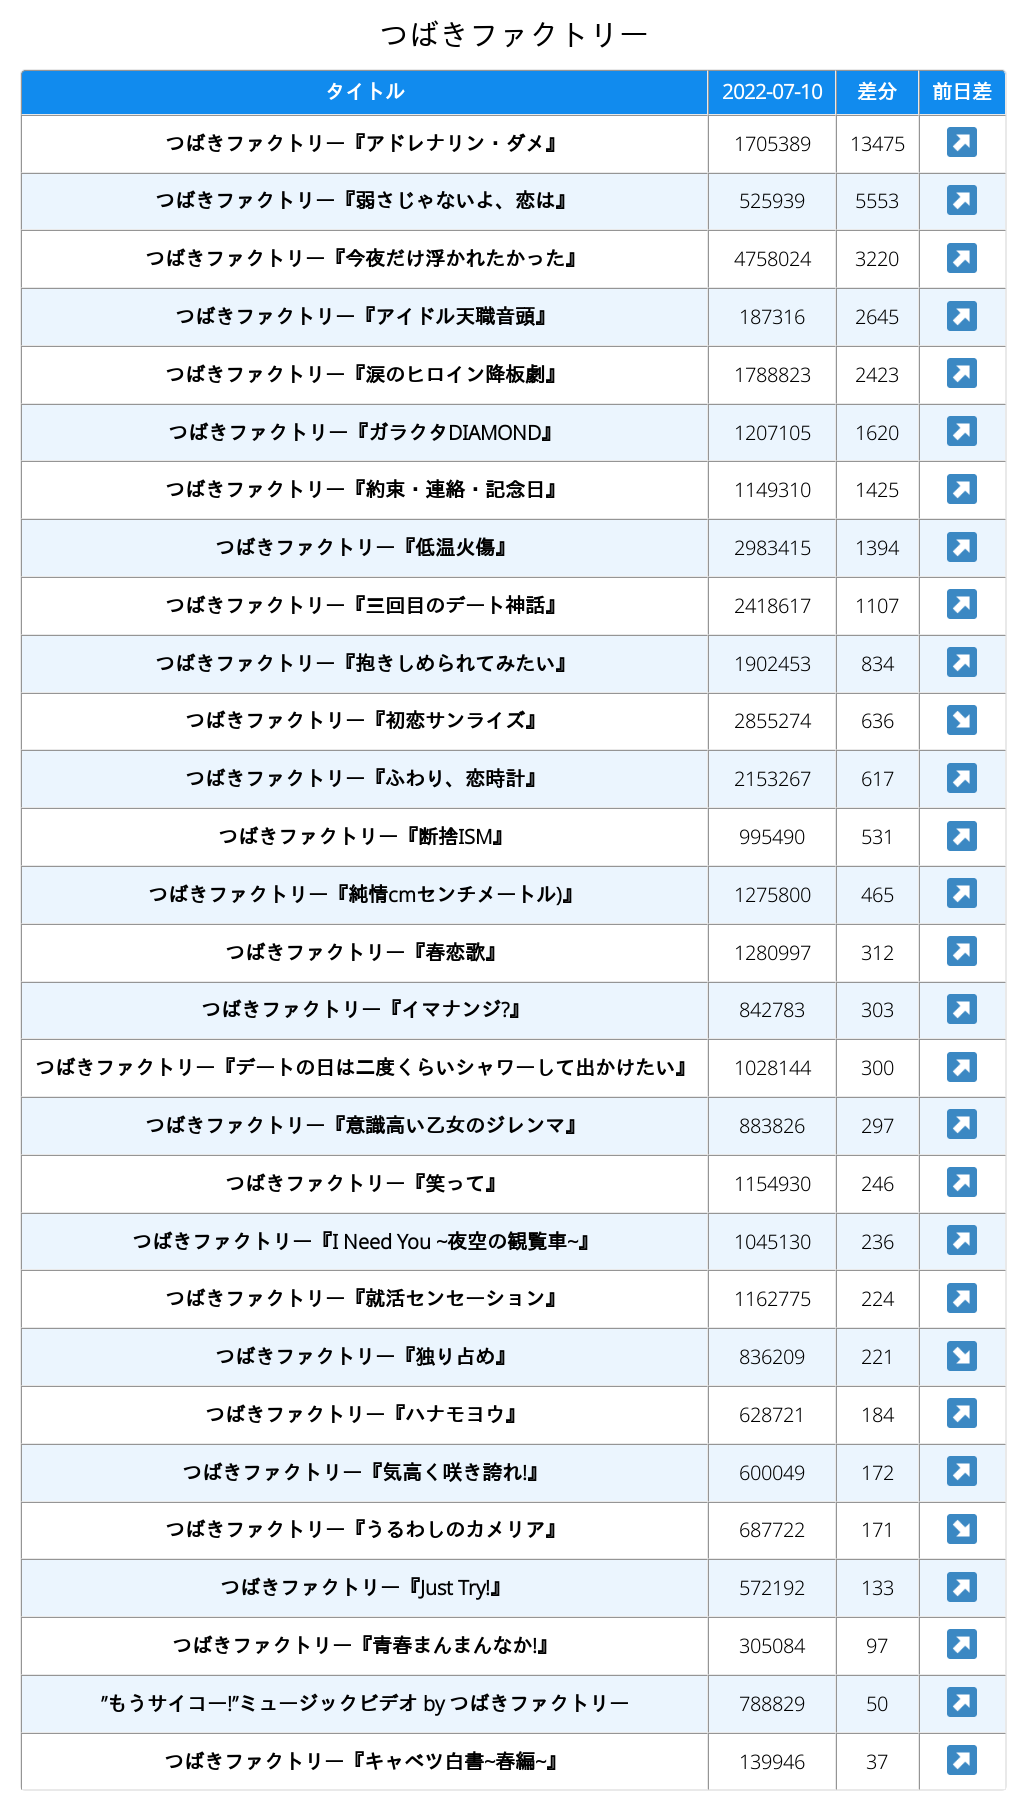 つばきファクトリー
タイトル 2022-07-10 差分 前日差
つばきファクトリー『アドレナリン・ダメ』 1705389 13475 ↗
つばきファクトリー『弱さじゃないよ、恋は』 525939 5553 ↗
つばきファクトリー『今夜だけ浮かれたかった』 4758024 3220 ↗
つばきファクトリー『アイドル天職音頭』 187316 2645 ↗
つばきファクトリー『涙のヒロイン降板劇』 1788823 2423 ↗
つばきファクトリー『ガラクタDIAMOND』 1207105 1620 ↗
つばきファクトリー『約束・連絡・記念日』 1149310 1425 ↗
つばきファクトリー『低温火傷』 2983415 1394 ↗
つばきファクトリー『三回目のデート神話』 2418617 1107 ↗
つばきファクトリー『抱きしめられてみたい』 1902453 834 ↗
つばきファクトリー『初恋サンライズ』 2855274 636 ↘
つばきファクトリー『ふわり、恋時計』 2153267 617 ↗
つばきファクトリー『断捨ISM』 995490 531 ↗
つばきファクトリー『純情cmセンチメートル)』 1275800 465 ↗
つばきファクトリー『春恋歌』 1280997 312 ↗
つばきファクトリー『イマナンジ?』 842783 303 ↗
つばきファクトリー『デートの日は二度くらいシャワーして出かけたい』 1028144 300 ↗
つばきファクトリー『意識高い乙女のジレンマ』 883826 297 ↗
つばきファクトリー『笑って』 1154930 246 ↗
つばきファクトリー『I Need You ~夜空の観覧車~』 1045130 236 ↗
つばきファクトリー『就活センセーション』 1162775 224 ↗
つばきファクトリー『独り占め』 836209 221 ↘
つばきファクトリー『ハナモヨウ』 628721 184 ↗
つばきファクトリー『気高く咲き誇れ!』 600049 172 ↗
つばきファクトリー『うるわしのカメリア』 687722 171 ↘
つばきファクトリー『Just Try!』 572192 133 ↗
つばきファクトリー『青春まんまんなか!』 305084 97 ↗
”もうサイコー!”ミュージックビデオ by つばきファクトリー 788829 50 ↗
つばきファクトリー『キャベツ白書~春編~』 139946 37 ↗